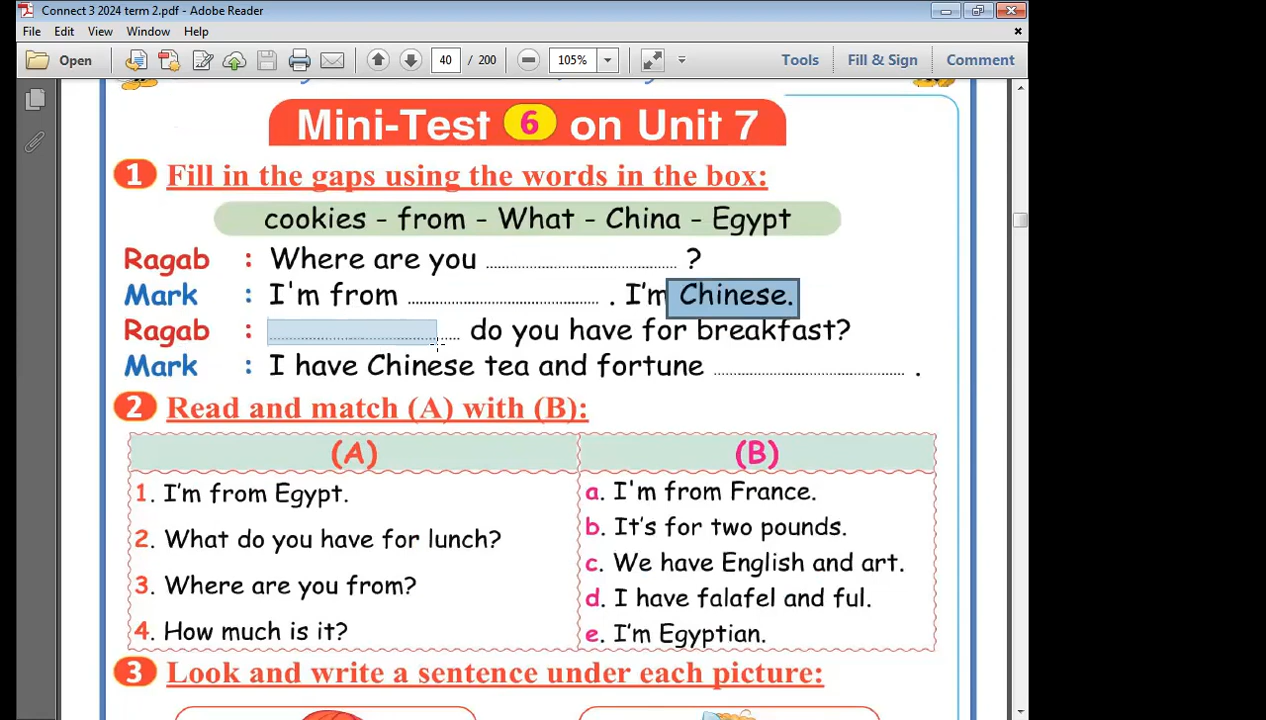 Connect 3 2024 term 2.pdf - Adobe Reader
File Edit View Window Help
Open 40 / 200 105% Tools Fill & Sign Comment
Mini-Test 6 on Unit 7
1 Fill in the gaps using the words in the box:
cookies - from - What - China - Egypt
Ragab : Where are you .......................................... ?
Mark : I'm from .......................................... . I'm Chinese.
Ragab : .......................................... do you have for breakfast?
Mark : I have Chinese tea and fortune .......................................... .
2 Read and match (A) with (B):
(A) (B)
1. I'm from Egypt. a. I'm from France.
2. What do you have for lunch? b. It's for two pounds.
3. Where are you from? c. We have English and art.
4. How much is it? d. I have falafel and ful.
e. I'm Egyptian.
3 Look and write a sentence under each picture: